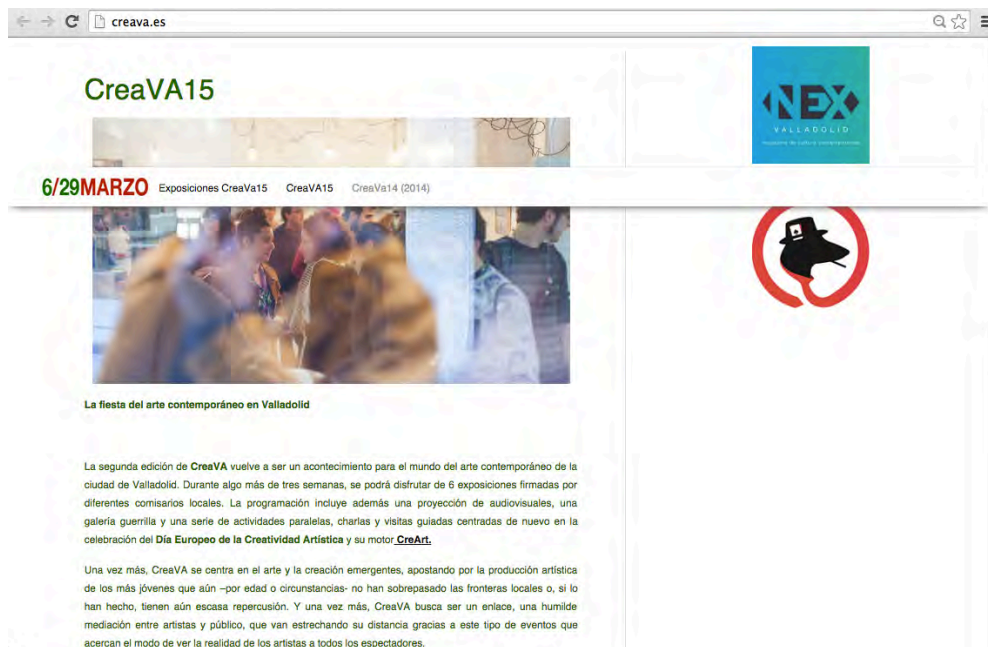 creava.es
CreaVA15
NEX
VALLADOLID
6/29MARZO Exposiciones CreaVa15 CreaVA15 CreaVa14 (2014)
La fiesta del arte contemporáneo en Valladolid
La segunda edición de CreaVA vuelve a ser un acontecimiento para el mundo del arte contemporáneo de la
ciudad de Valladolid. Durante algo más de tres semanas, se podrá disfrutar de 6 exposiciones firmadas por
diferentes comisarios locales. La programación incluye además una proyección de audiovisuales, una
galería guerrilla y una serie de actividades paralelas, charlas y visitas guiadas centradas de nuevo en la
celebración del Día Europeo de la Creatividad Artística y su motor CreArt.
Una vez más, CreaVA se centra en el arte y la creación emergentes, apostando por la producción artística
de los más jóvenes que aún –por edad o circunstancias- no han sobrepasado las fronteras locales o, si lo
han hecho, tienen aún escasa repercusión. Y una vez más, CreaVA busca ser un enlace, una humilde
mediación entre artistas y público, que van estrechando su distancia gracias a este tipo de eventos que
acercan el modo de ver la realidad de los artistas a todos los espectadores.